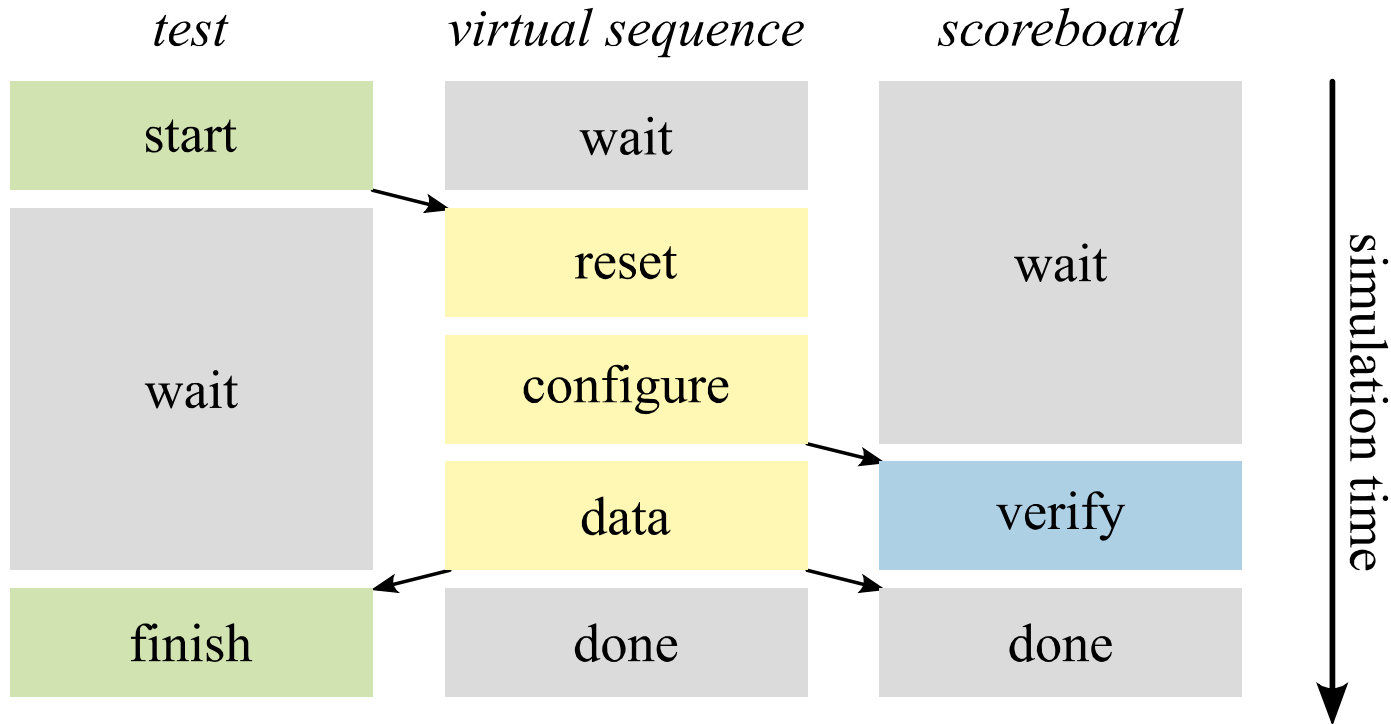 test virtual sequence scoreboard
start
wait
finish
wait
reset
configure
data
done
wait
verify
done
simulation time